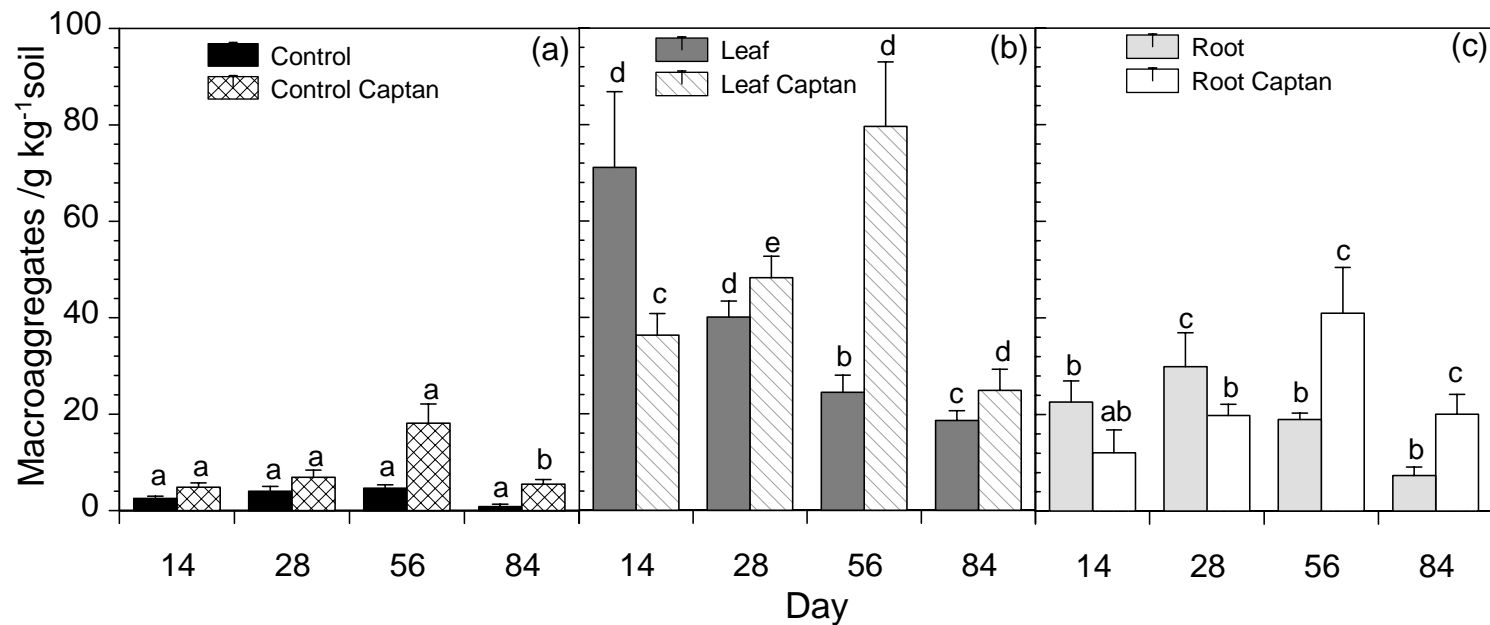 Macroaggregates /g kg⁻¹soil
100
80
60
40
20
0
(a)
Control
Control Captan
a a a a a a a b
14 28 56 84
(b)
Leaf
Leaf Captan
d c d e b d c d
14 28 56 84
(c)
Root
Root Captan
b ab c b b c b c
14 28 56 84
Day